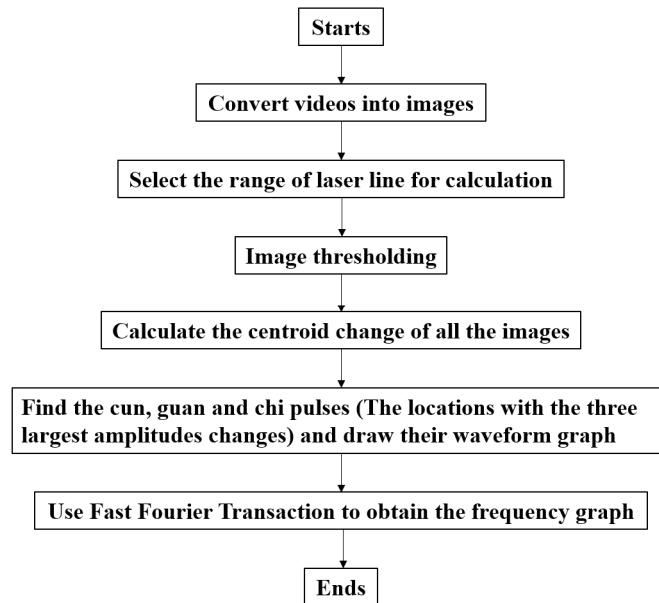 Starts
Convert videos into images
Select the range of laser line for calculation
Image thresholding
Calculate the centroid change of all the images
Find the cun, guan and chi pulses (The locations with the three
largest amplitudes changes) and draw their waveform graph
Use Fast Fourier Transaction to obtain the frequency graph
Ends